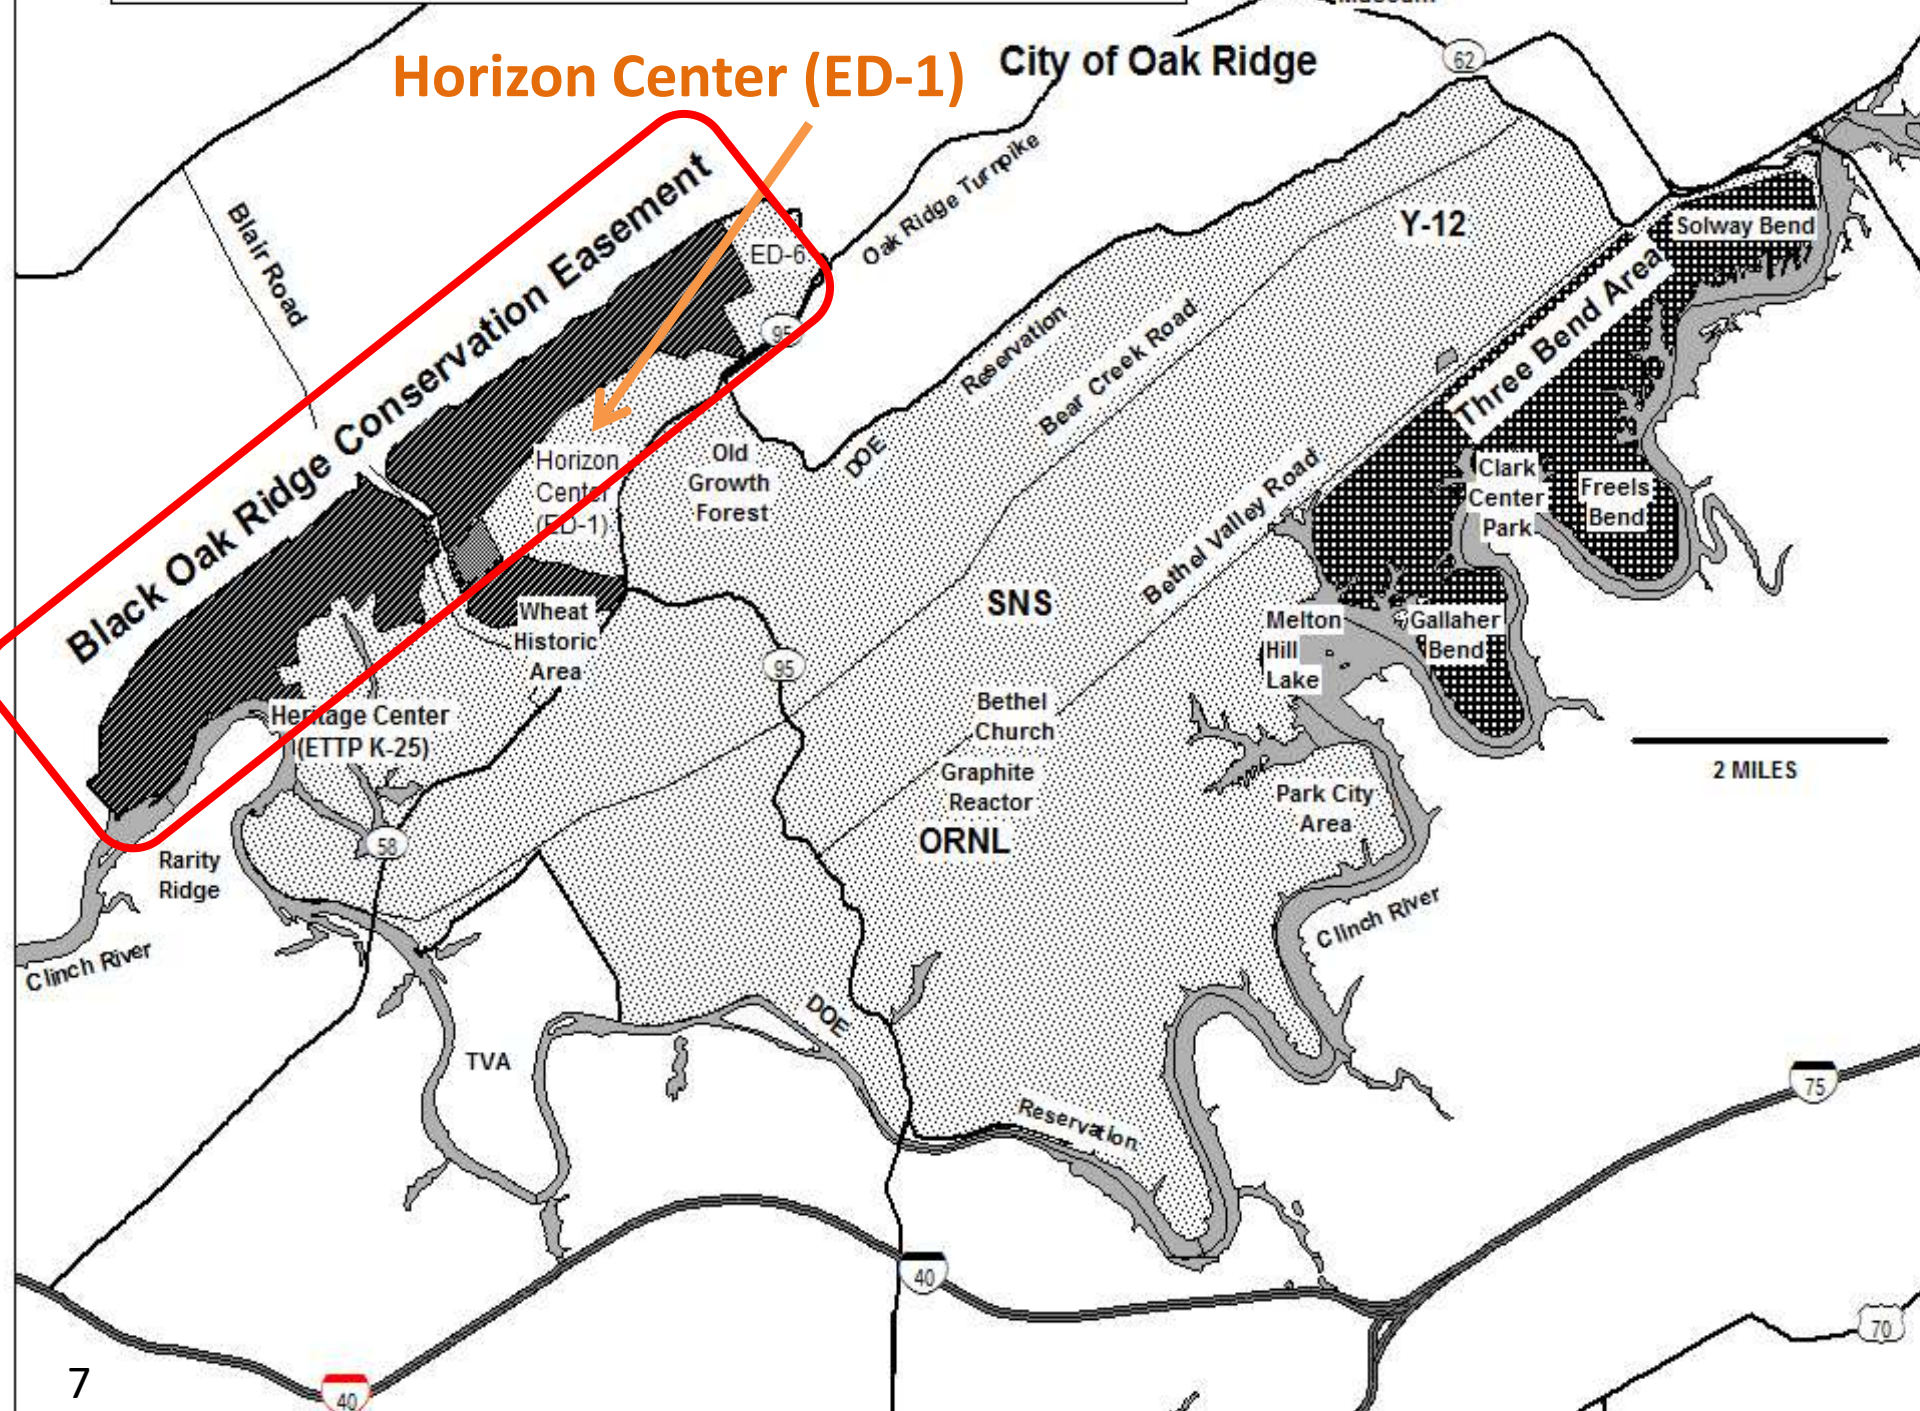 Museum
Horizon Center (ED-1)
City of Oak Ridge
62
Blair Road
Black Oak Ridge Conservation Easement
ED-6
95
Oak Ridge Turnpike
Y-12
Solway Bend
Three Bend Area
DOE
Reservation
Bear Creek Road
Bethel Valley Road
Horizon
Center
(ED-1)
Old
Growth
Forest
Clark
Center
Park
Freels
Bend
Wheat
Historic
Area
SNS
Melton
Hill
Lake
Gallaher
Bend
95
Heritage Center
(ETTP K-25)
Bethel
Church
Graphite
Reactor
ORNL
Park City
Area
2 MILES
58
Rarity
Ridge
Clinch River
Clinch River
DOE
Reservation
TVA
75
40
70
40
7